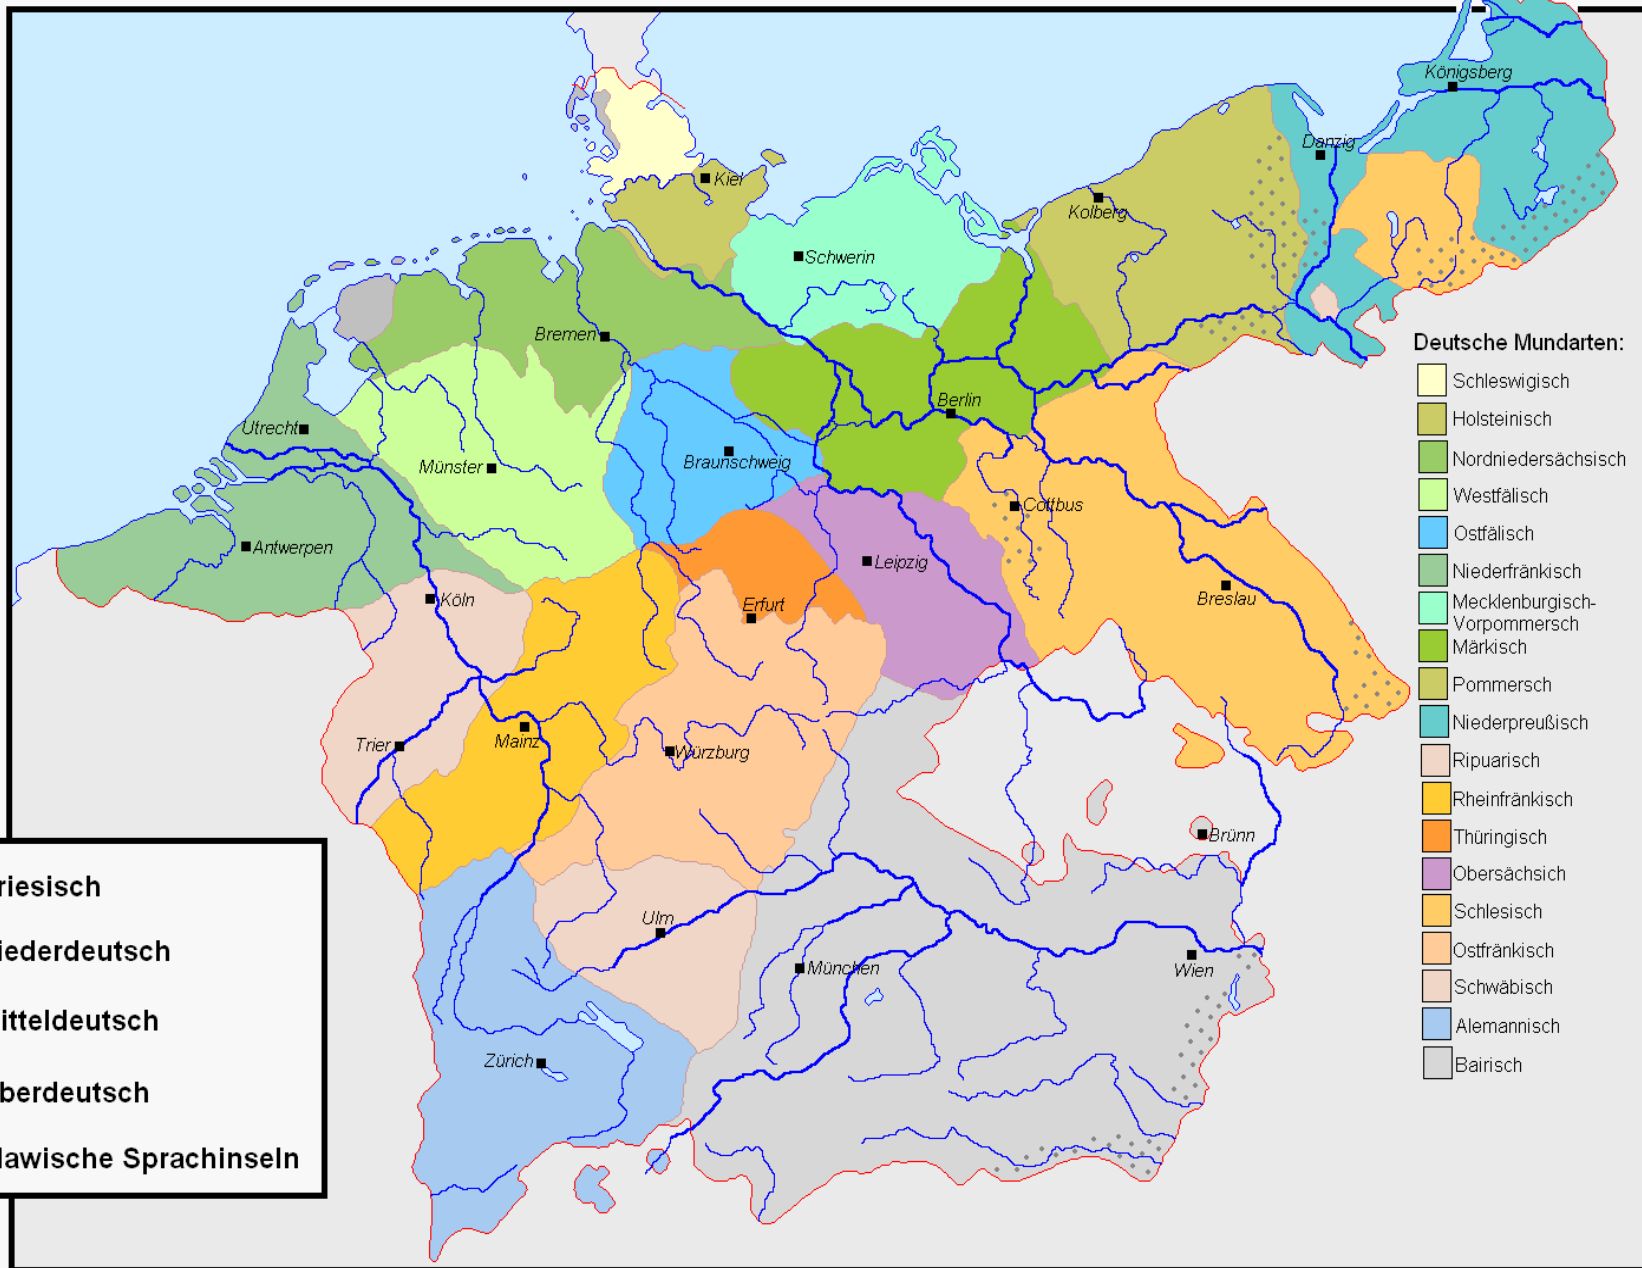 Königsberg
Danzig
Kiel
Kolberg
Schwerin
Bremen
Berlin
Utrecht
Münster
Braunschweig
Cottbus
Antwerpen
Leipzig
Köln
Erfurt
Breslau
Trier
Mainz
Würzburg
Brünn
Ulm
München
Wien
Zürich
Deutsche Mundarten:
Schleswigisch
Holsteinisch
Nordniedersächsisch
Westfälisch
Ostfälisch
Niederfränkisch
Mecklenburgisch-
Vorpommersch
Märkisch
Pommersch
Niederpreußisch
Ripuarisch
Rheinfränkisch
Thüringisch
Obersächsich
Schlesisch
Ostfränkisch
Schwäbisch
Alemannisch
Bairisch
riesisch
iederdeutsch
itteldeutsch
berdeutsch
lawische Sprachinseln